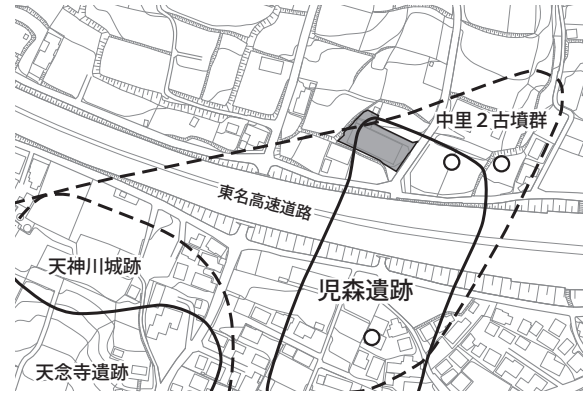 中里２古墳群
東名高速道路
天神川城跡
児森遺跡
天念寺遺跡